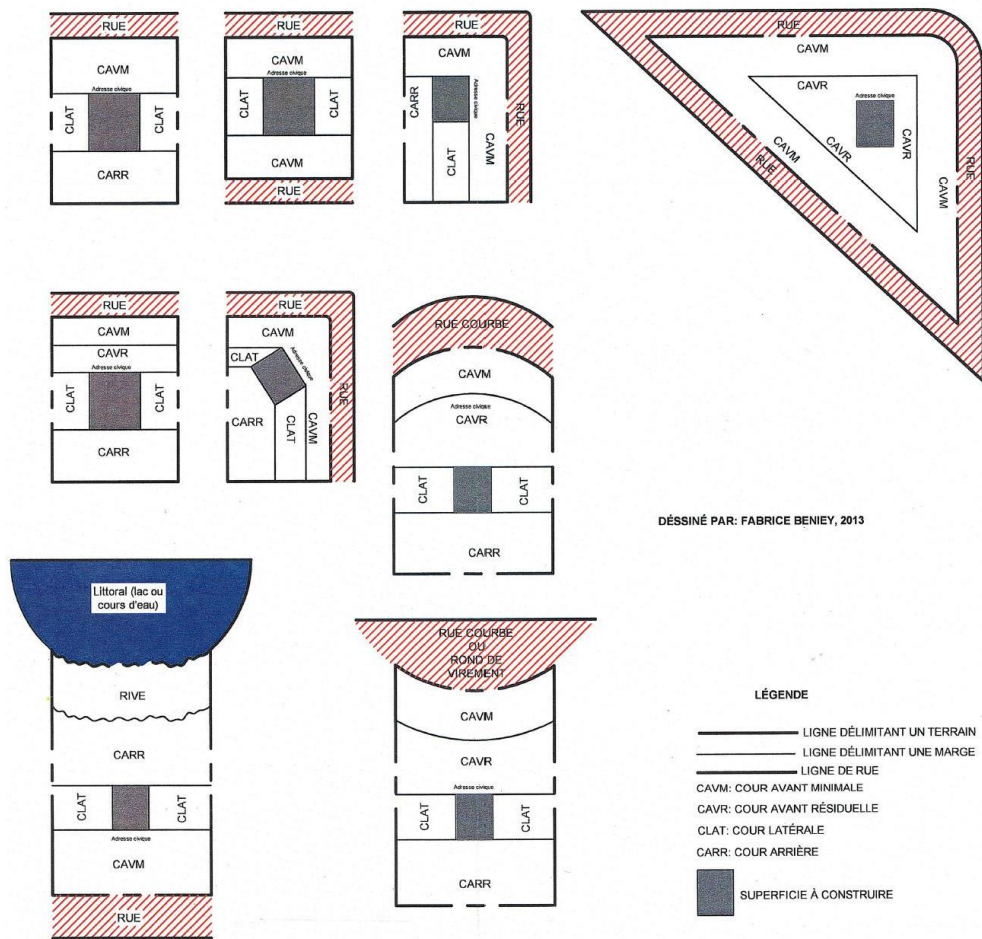 RUE
CAVM
Adresse civique
CLAT
CLAT
CARR
RUE
CAVM
Adresse civique
CLAT
CLAT
CAVM
RUE
RUE
CAVM
CARR
Adresse civique
CLAT
CAVM
RUE
RUE
CAVM
CAVR
Adresse civique
CAVR
CAVR
CAVM
RUE
CAVM
RUE
RUE
CAVM
CAVR
Adresse civique
CLAT
CLAT
CARR
RUE
CAVM
CLAT
Adresse civique
CARR
CLAT
CAVM
RUE
RUE COURBE
CAVM
Adresse civique
CAVR
CLAT
CLAT
CARR
DÉSSINÉ PAR: FABRICE BENIEY, 2013
Littoral (lac ou
cours d'eau)
RIVE
CARR
CLAT
CLAT
Adresse civique
CAVM
RUE
RUE COURBE
OU
ROND DE
VIREMENT
CAVM
CAVR
Adresse civique
CLAT
CLAT
CARR
LÉGENDE
LIGNE DÉLIMITANT UN TERRAIN
LIGNE DÉLIMITANT UNE MARGE
LIGNE DE RUE
CAVM: COUR AVANT MINIMALE
CAVR: COUR AVANT RÉSIDUELLE
CLAT: COUR LATÉRALE
CARR: COUR ARRIÈRE
SUPERFICIE À CONSTRUIRE